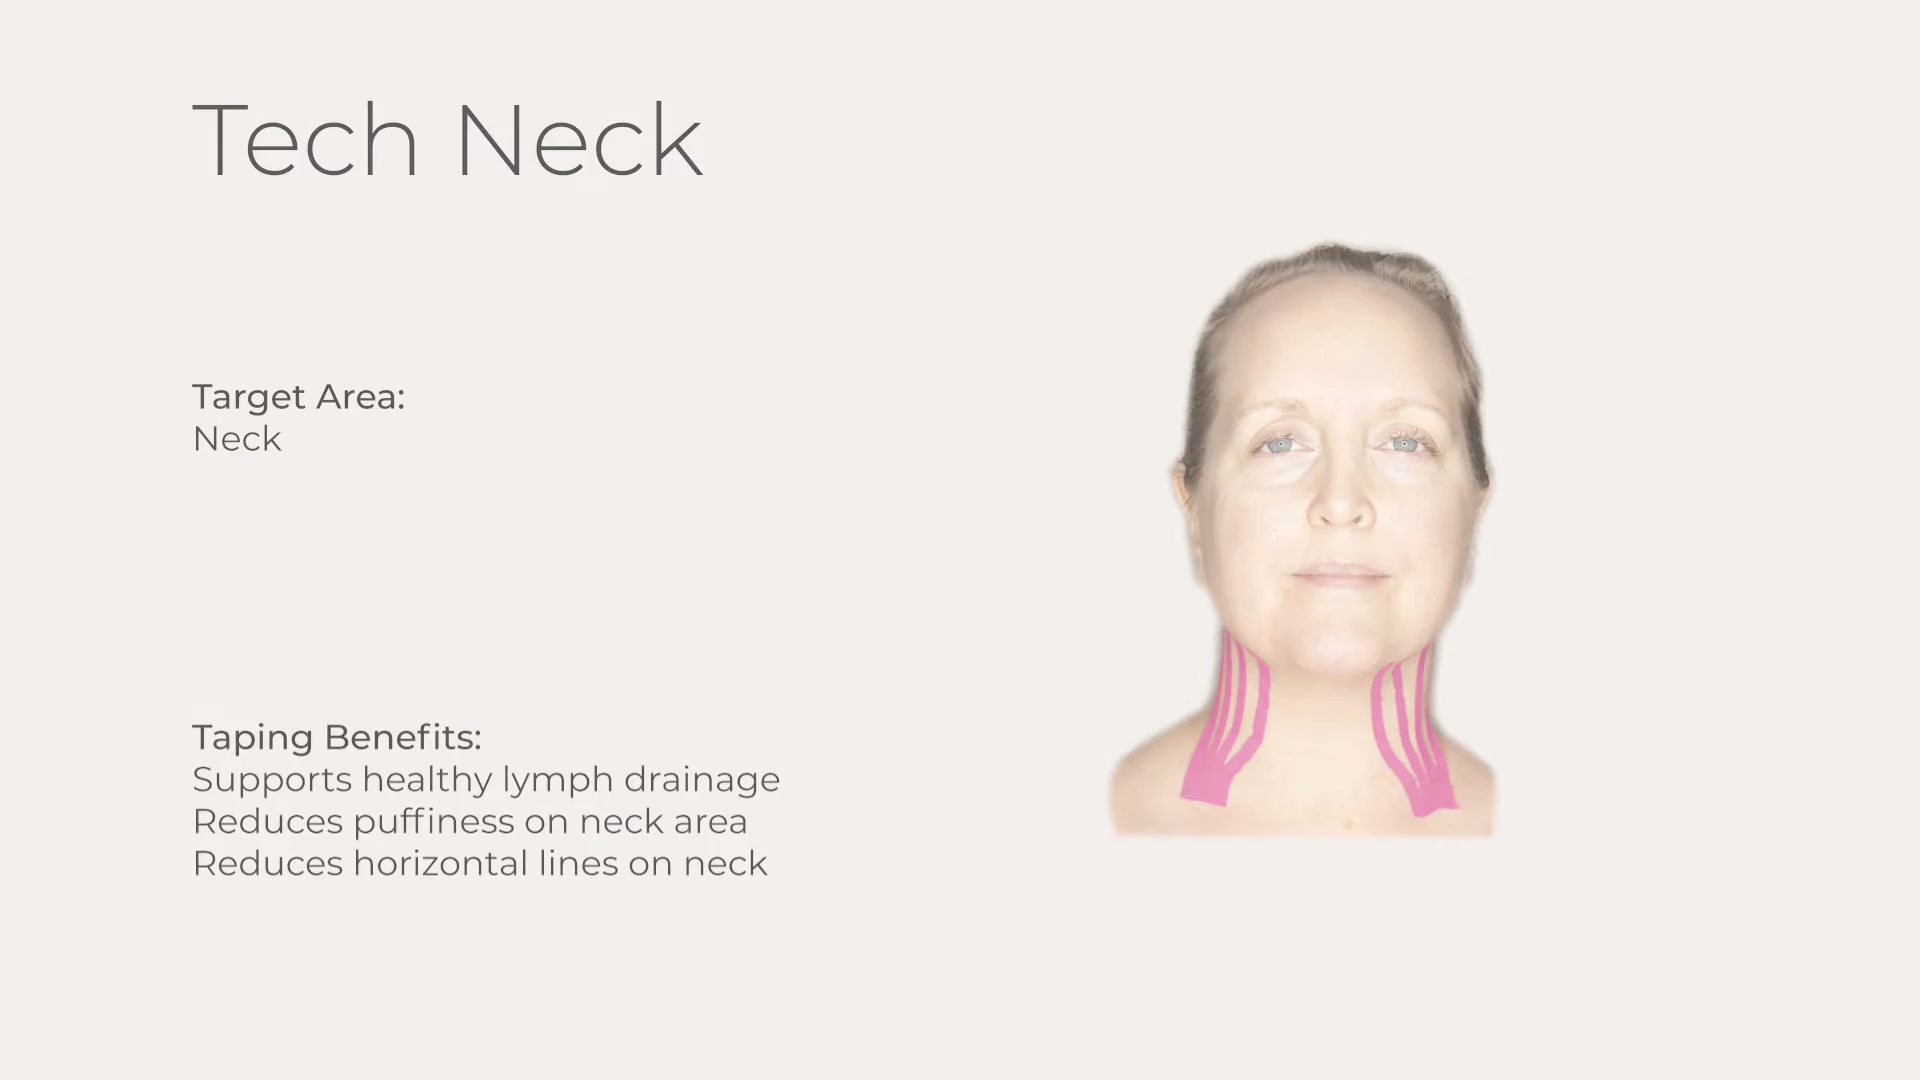 Tech Neck
Target Area:
Neck
Taping Benefits:
Supports healthy lymph drainage
Reduces puffiness on neck area
Reduces horizontal lines on neck